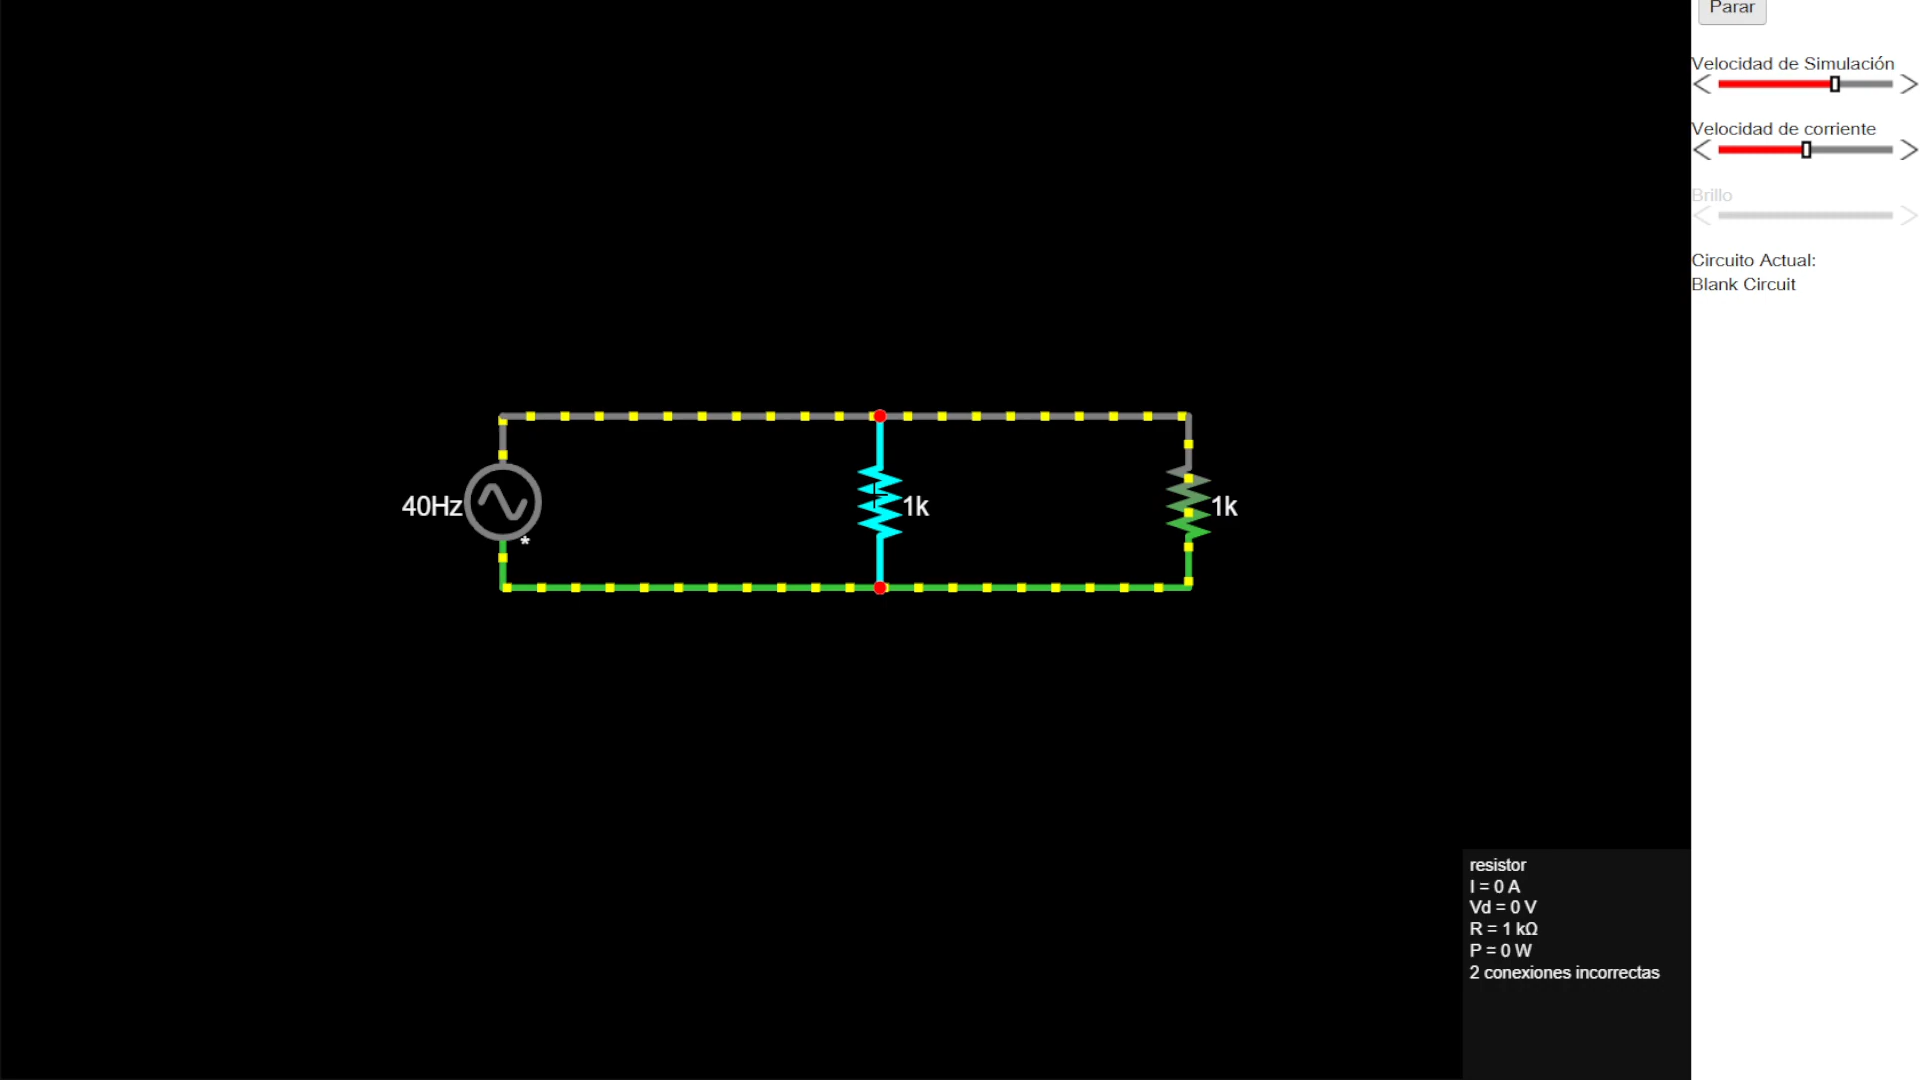 Parar
Velocidad de Simulación
Velocidad de corriente
Brillo
Circuito Actual:
Blank Circuit
40Hz
*
1k
1k
resistor
I = 0 A
Vd = 0 V
R = 1 kΩ
P = 0 W
2 conexiones incorrectas